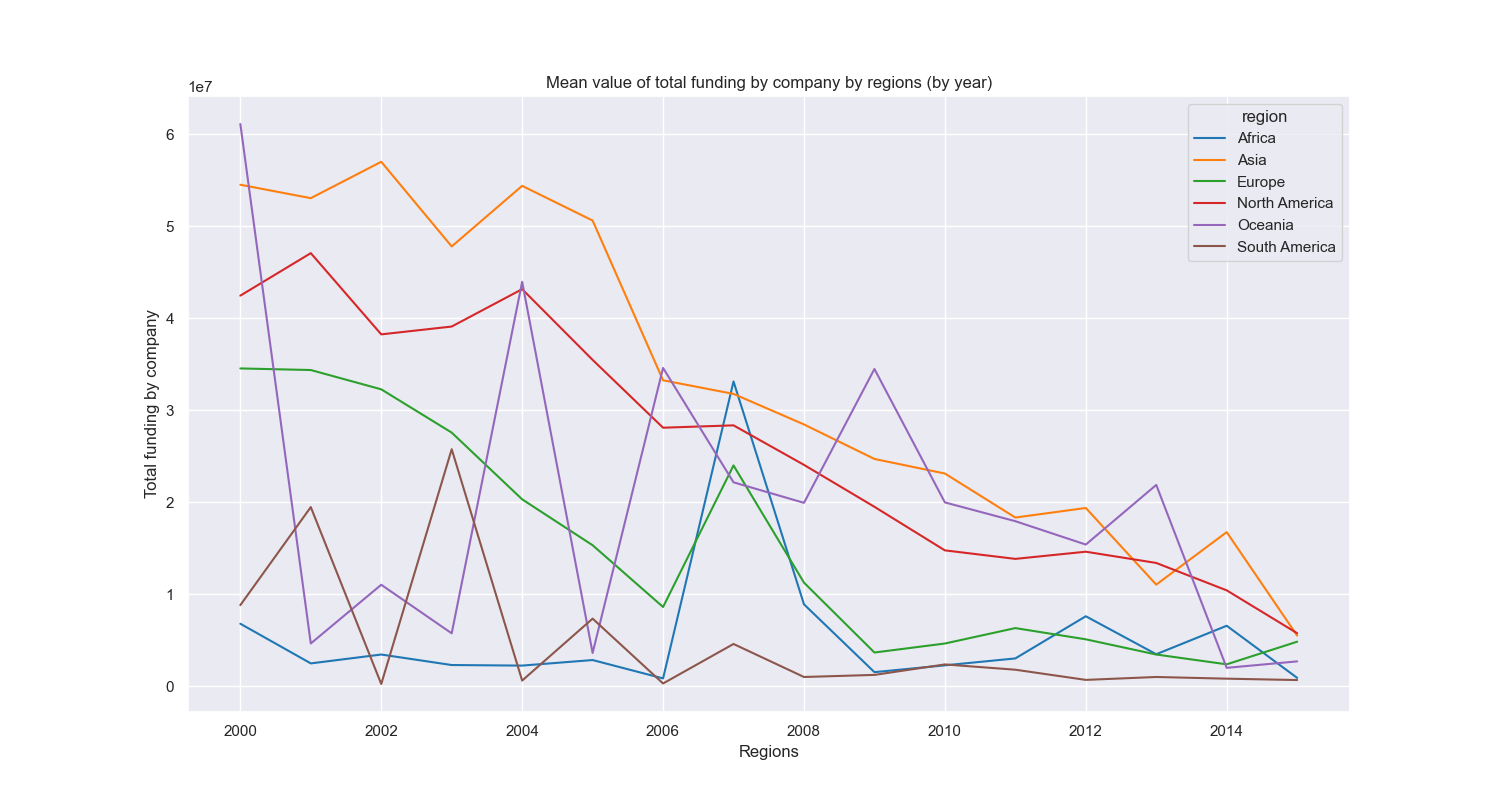 Mean value of total funding by company by regions (by year)
1e7
6
5
4
3
2
1
0
Total funding by company
2000 2002 2004 2006 2008 2010 2012 2014
Regions
region
Africa
Asia
Europe
North America
Oceania
South America